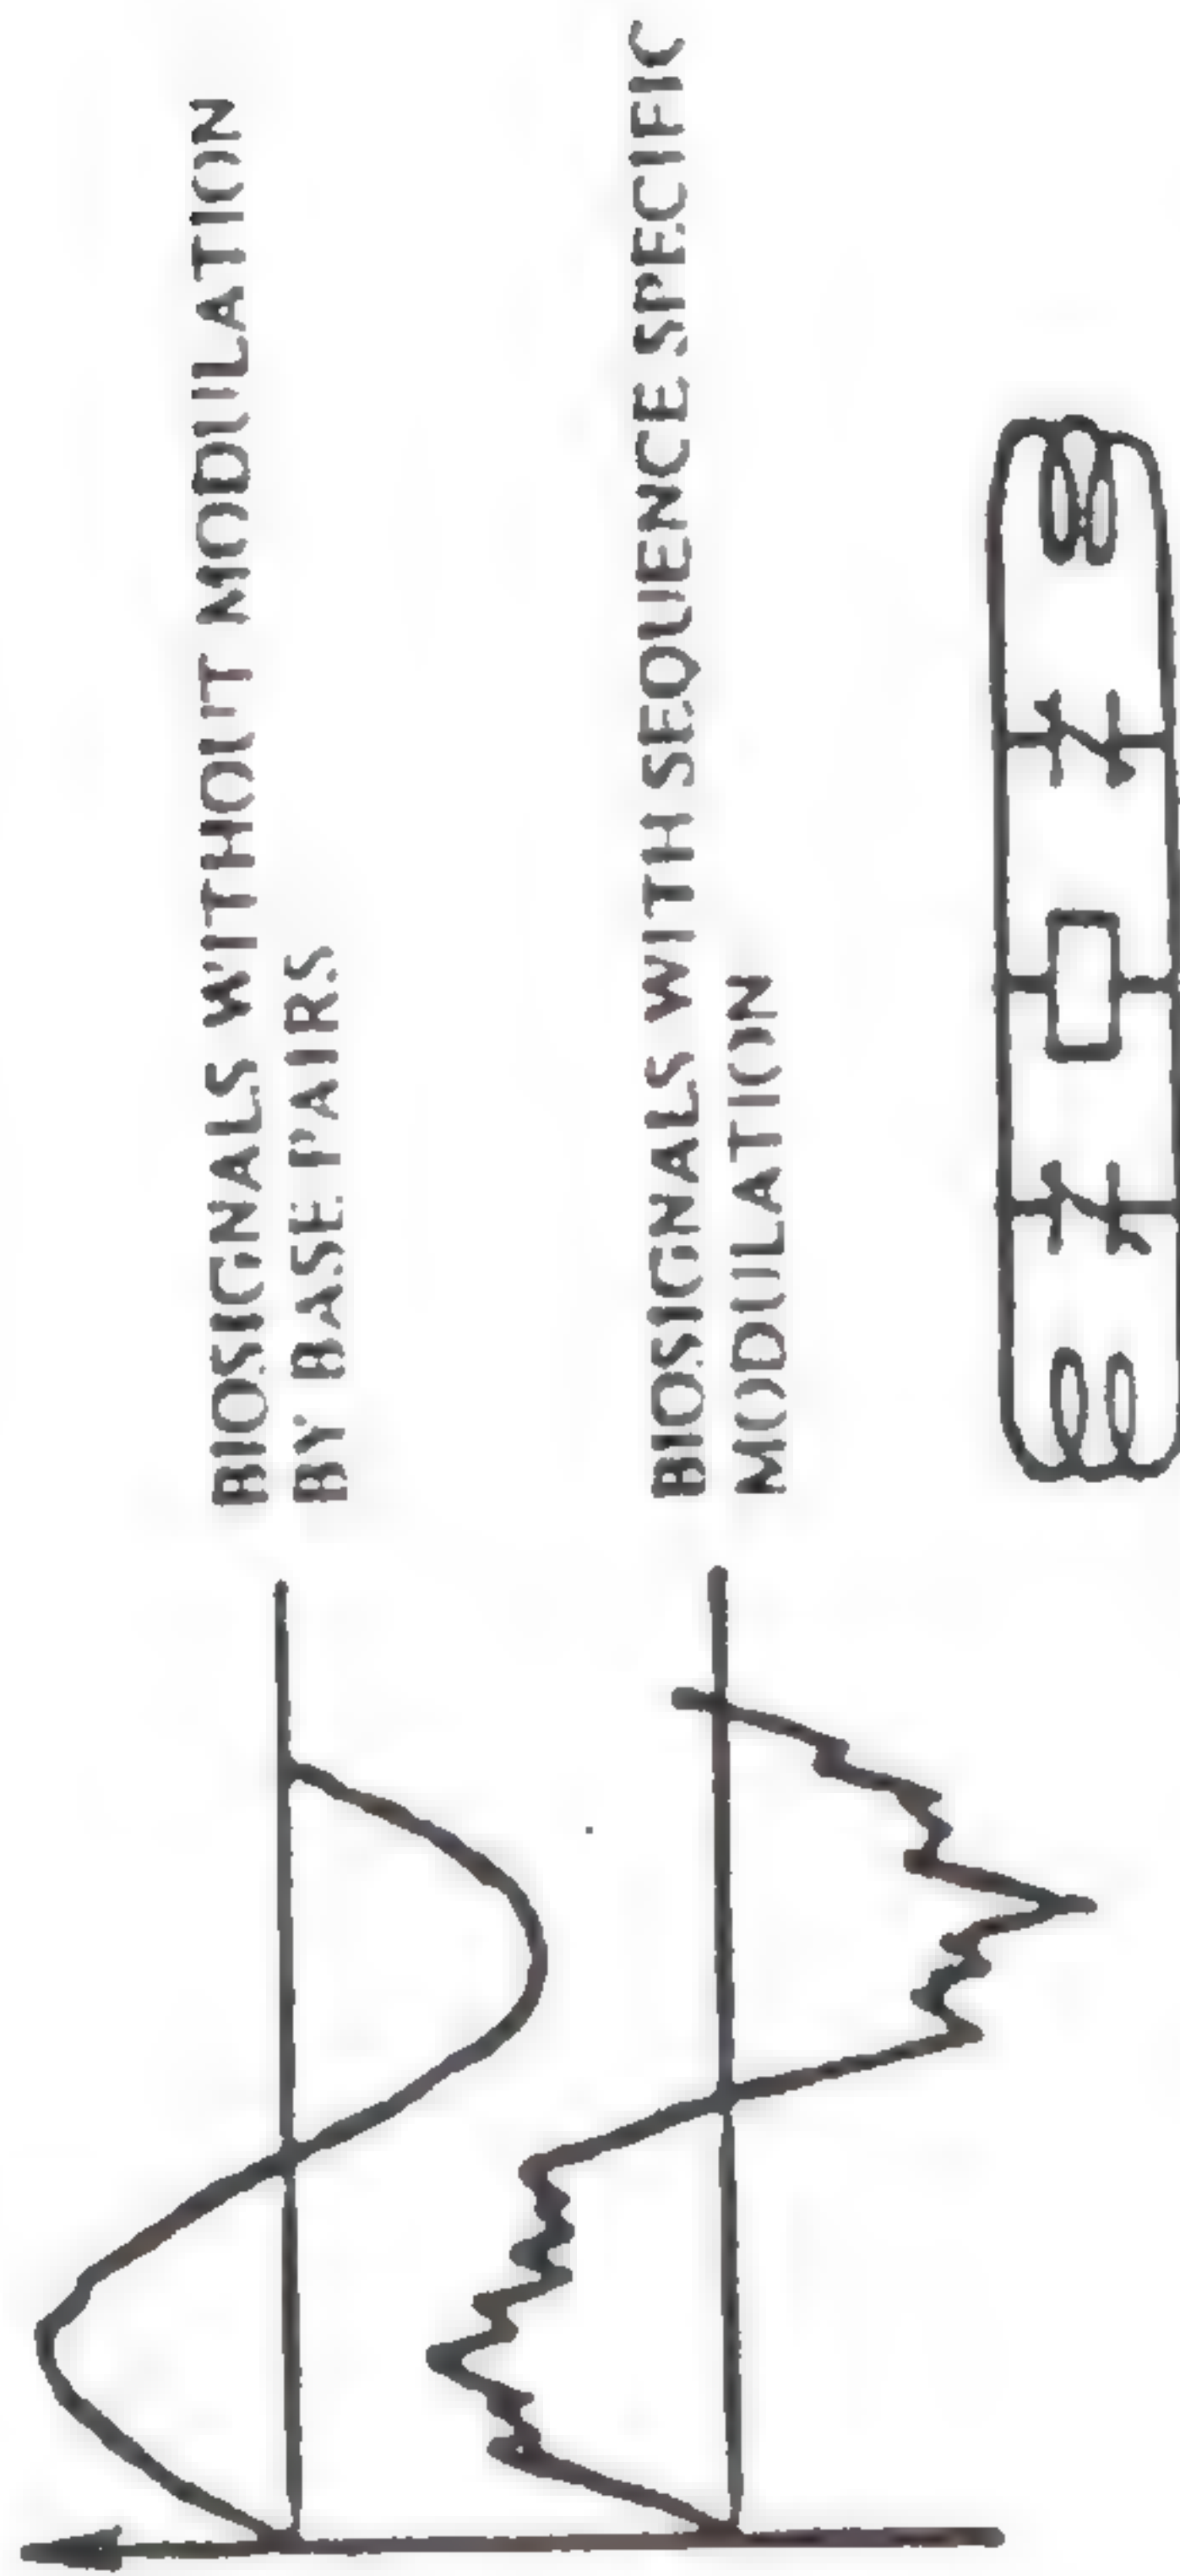 BIOSIGNALS WITHOUT MODULATION
BY BASE PAIRS
BIOSIGNALS WITH SEQUENCE SPECIFIC
MODULATION